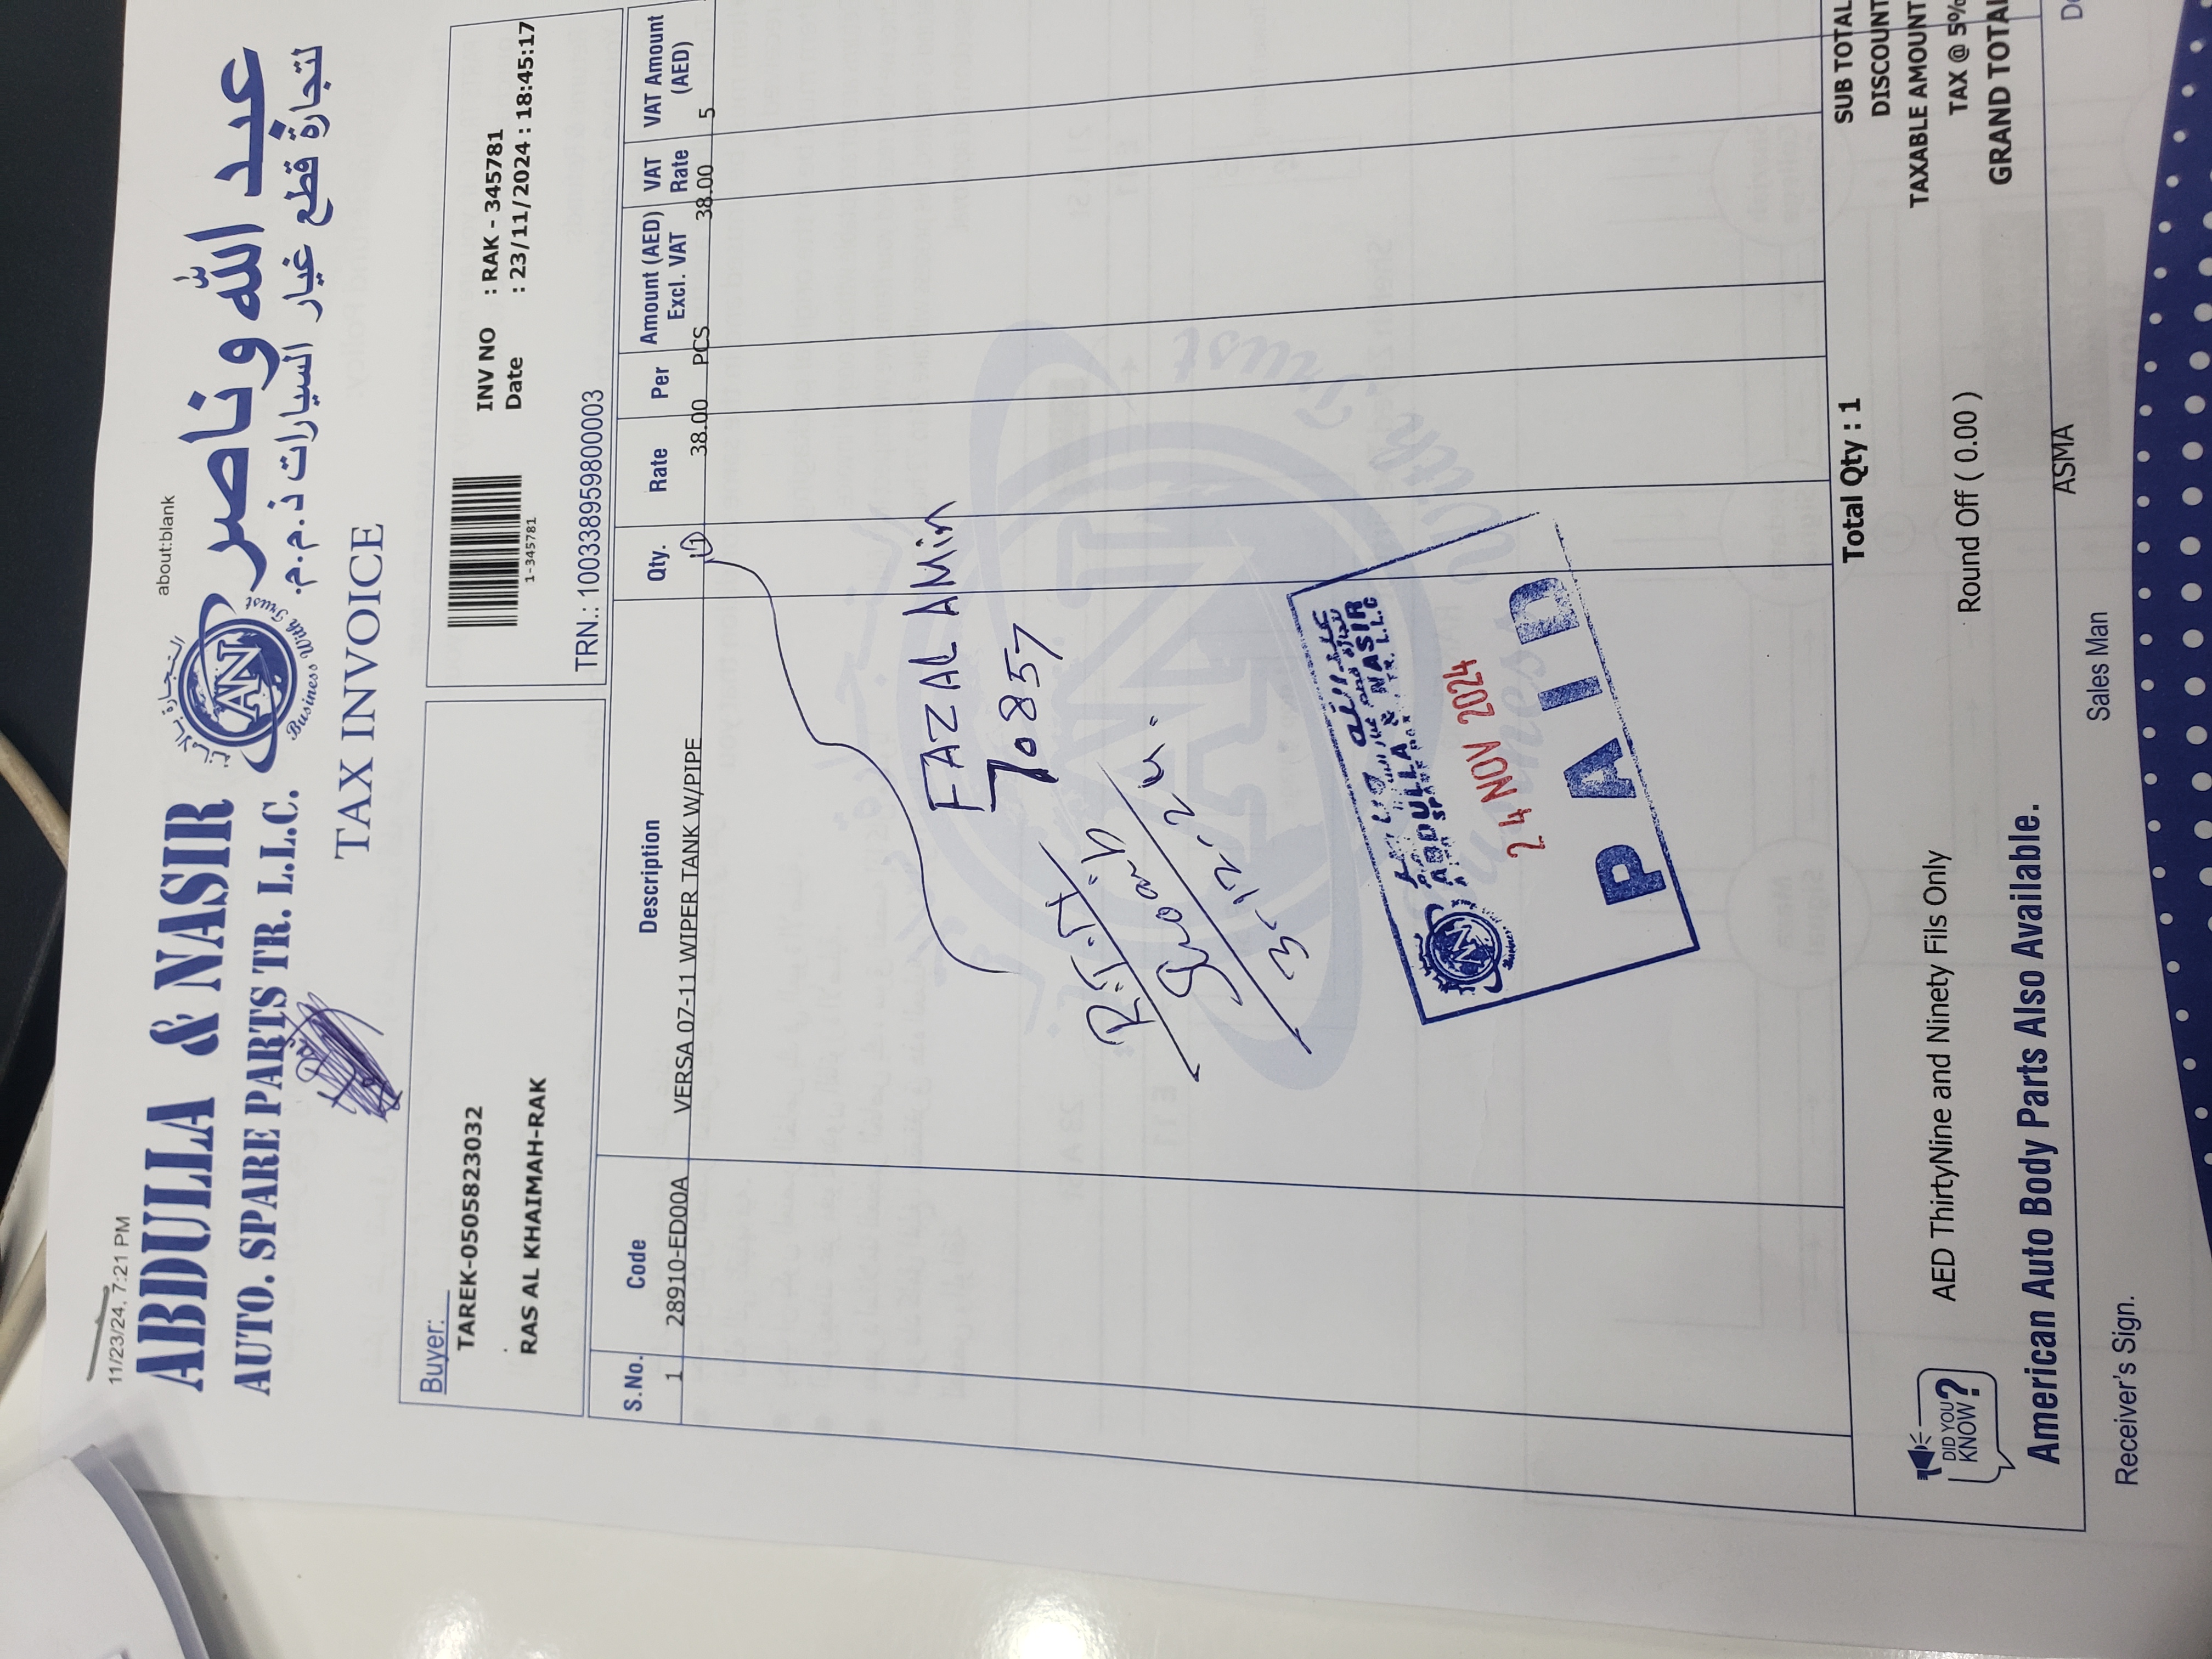 11/23/24, 7:21 PM about:blank
ABDULLA & NASIR
AUTO. SPARE PARTS TR. L.L.C.
AN
Business With Trust
عبد الله وناصر
لتجارة قطع غيار السيارات ذ.م.م.
TAX INVOICE
Buyer:
TAREK-0505823032
RAS AL KHAIMAH-RAK
1-345781
INV NO : RAK - 345781
Date : 23/11/2024 : 18:45:17
TRN.: 100338959800003
S.No. Code Description Qty. Rate Per Amount (AED) Excl. VAT VAT Rate VAT Amount (AED)
1 28910-ED00A VERSA 07-11 WIPER TANK W/PIPE 1 38.00 PCS 38.00 5
FAZAL AMin
70857
3-12-24.
ABDULLA & NASIR
24 NOV 2024
PAID
Total Qty : 1
SUB TOTAL
DISCOUNT
TAXABLE AMOUNT
TAX @ 5%
GRAND TOTAL
AED ThirtyNine and Ninety Fils Only
Round Off ( 0.00 )
DID YOU KNOW?
American Auto Body Parts Also Available.
ASMA
Receiver's Sign. Sales Man